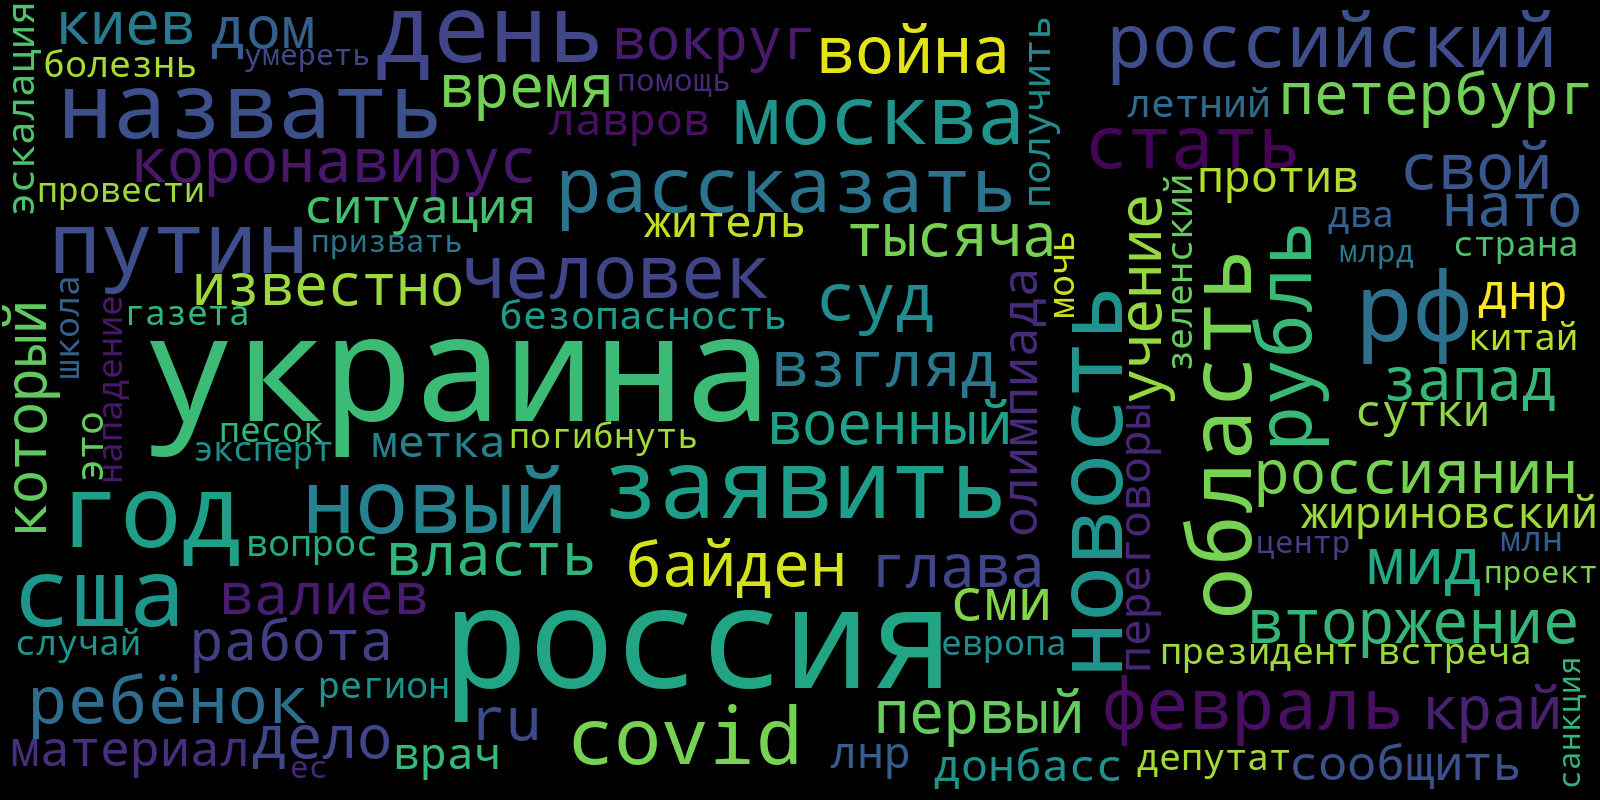 эскалация
киев
дом
день
вокруг
война
российский
болезнь
умереть
время
помощь
получить
летний
петербург
назвать
лавров
москва
стать
коронавирус
рассказать
против
свой
провести
ситуация
житель
тысяча
учение
зеленский
два
нато
путин
призвать
человек
мочь
млрд
страна
известно
суд
новость
область
рубль
рф
днр
который
школа
нападение
газета
безопасность
олимпиада
китай
украина
взгляд
запад
это
песок
эксперт
метка
погибнуть
военный
переговоры
сутки
год
новый
заявить
россиянин
жириновский
вопрос
власть
байден
глава
центр
млн
сша
валиев
сми
мид
проект
случай
работа
россия
европа
вторжение
президент
встреча
санкция
ребёнок
регион
ru
covid
первый
февраль
край
материал
дело
ес
врач
лнр
донбасс
депутат
сообщить